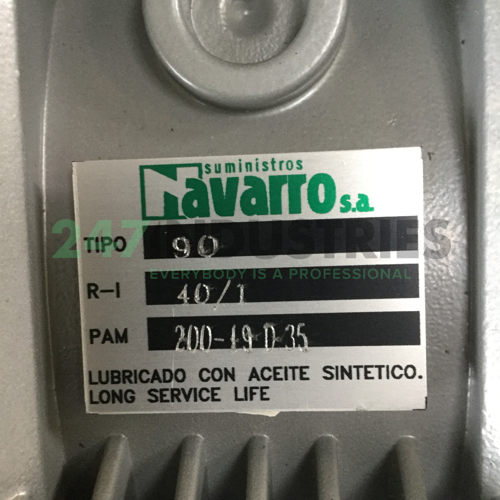 suministros
Navarro s.a.
TIPO 90
247 INDUSTRIES
EVERYBODY IS A PROFESSIONAL
R-I 40/1
PAM 200-19 D-35
LUBRICADO CON ACEITE SINTETICO.
LONG SERVICE LIFE